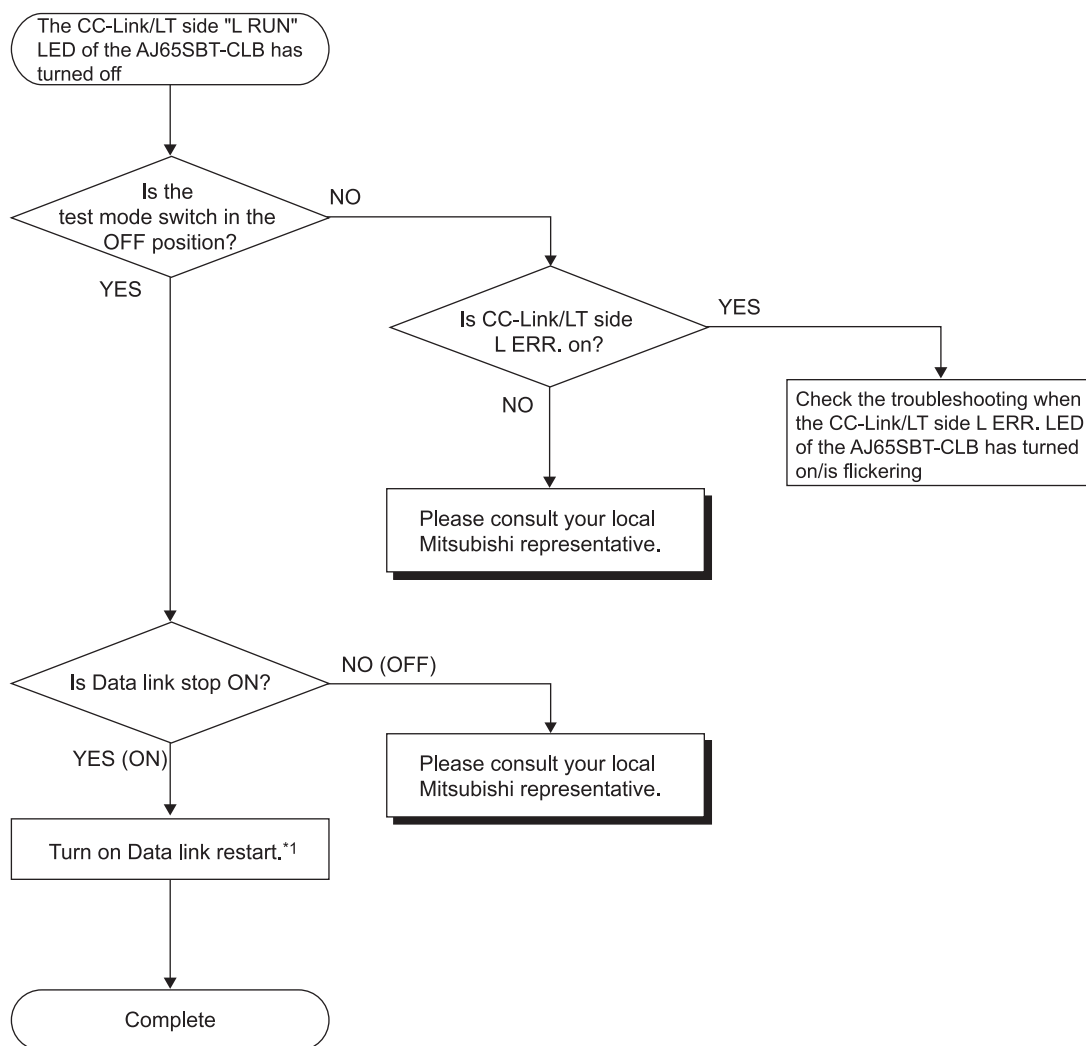 The CC-Link/LT side "L RUN"
LED of the AJ65SBT-CLB has
turned off
Is the
test mode switch in the
OFF position?
NO
YES
Is CC-Link/LT side
L ERR. on?
YES
NO
Check the troubleshooting when
the CC-Link/LT side L ERR. LED
of the AJ65SBT-CLB has turned
on/is flickering
Please consult your local
Mitsubishi representative.
Is Data link stop ON?
NO (OFF)
YES (ON)
Please consult your local
Mitsubishi representative.
Turn on Data link restart.*1
Complete